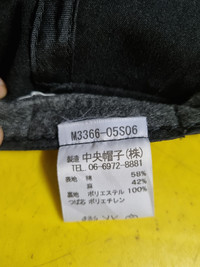 M3366-05S06
製造 中央帽子(株)
TEL 06-6972-8881
表地 綿 58%
麻 42%
裏地 ポリエステル 100%
つば芯 ポリエチレン